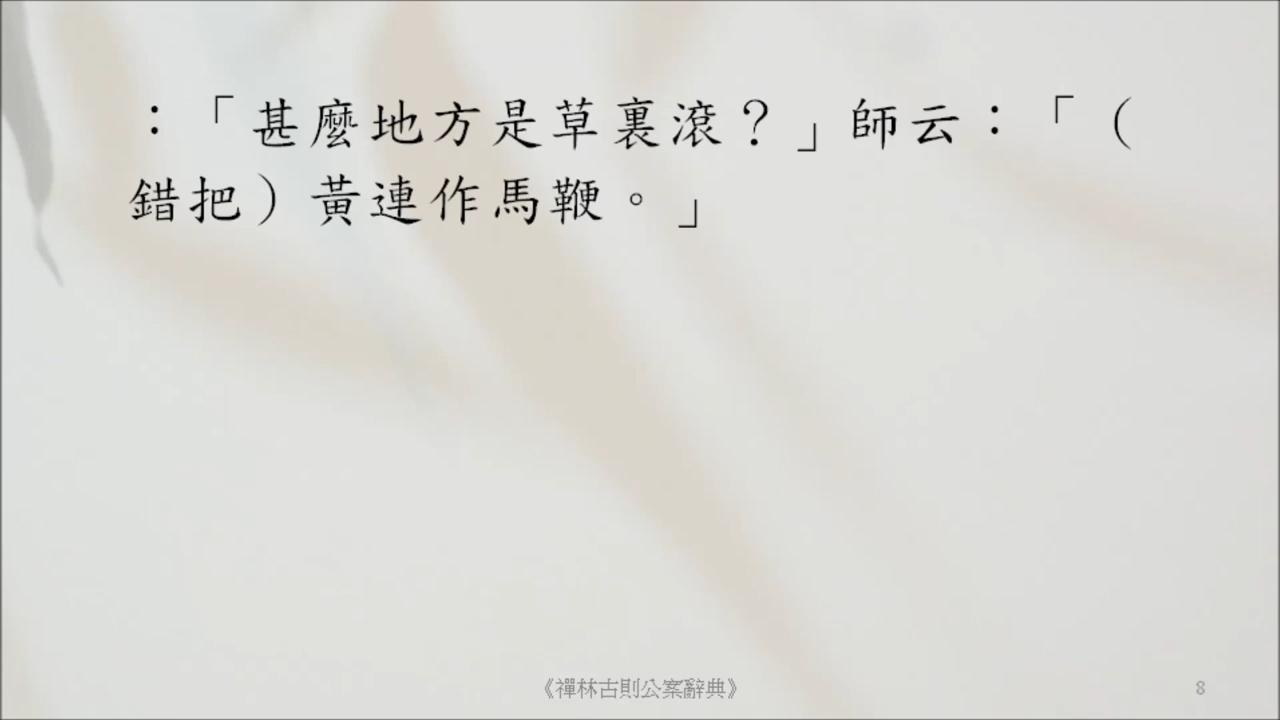 ：「甚麼地方是草裏滾？」師云：「（
錯把）黃連作馬鞭。」
《禪林古則公案辭典》
8